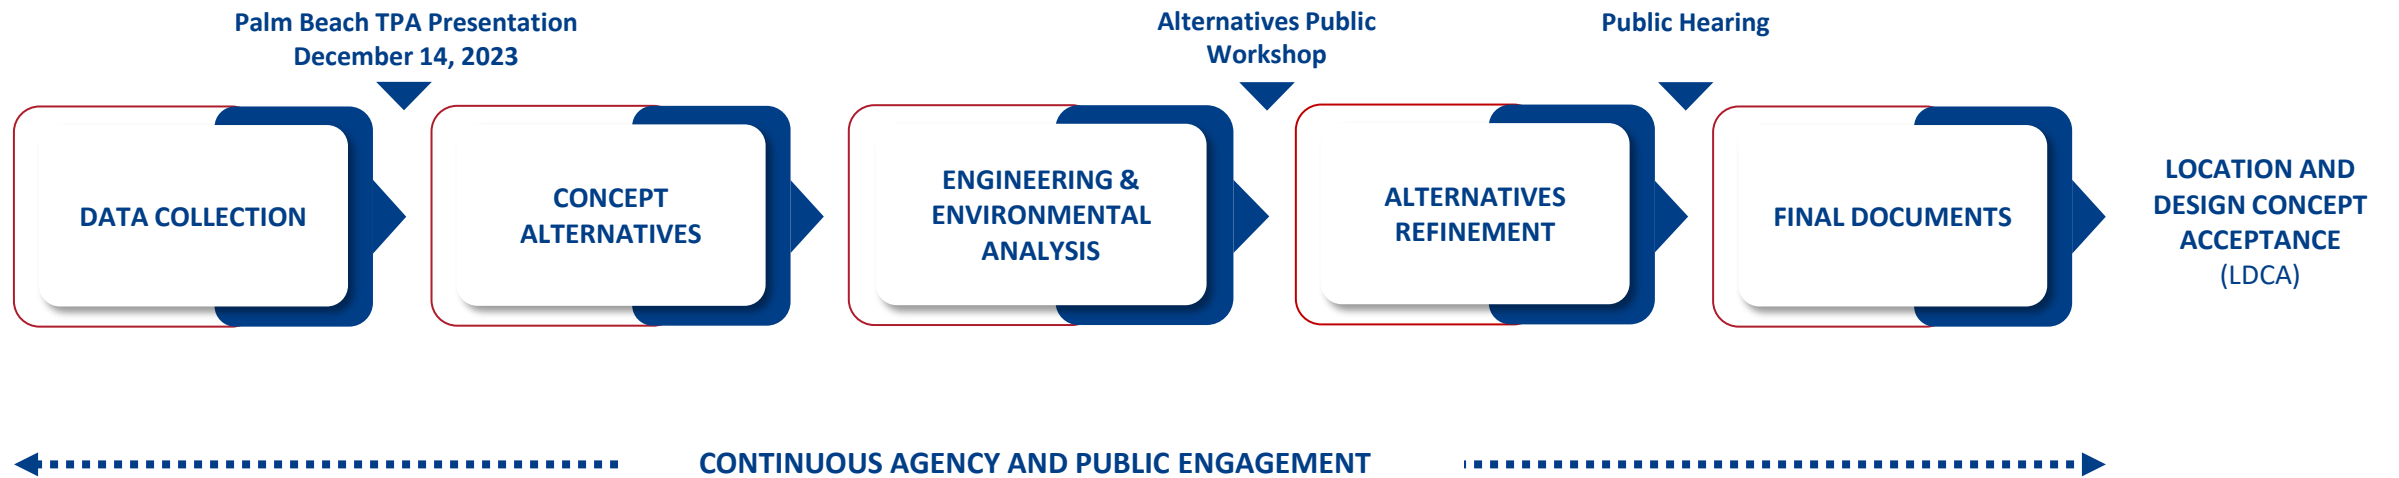 Palm Beach TPA Presentation
December 14, 2023
Alternatives Public
Workshop
Public Hearing
DATA COLLECTION
CONCEPT
ALTERNATIVES
ENGINEERING &
ENVIRONMENTAL
ANALYSIS
ALTERNATIVES
REFINEMENT
FINAL DOCUMENTS
LOCATION AND
DESIGN CONCEPT
ACCEPTANCE
(LDCA)
CONTINUOUS AGENCY AND PUBLIC ENGAGEMENT